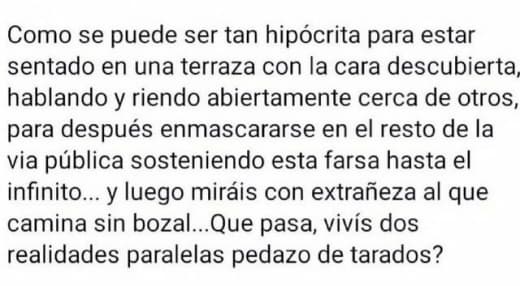 Como se puede ser tan hipócrita para estar
sentado en una terraza con la cara descubierta,
hablando y riendo abiertamente cerca de otros,
para después enmascararse en el resto de la
via pública sosteniendo esta farsa hasta el
infinito... y luego miráis con extrañeza al que
camina sin bozal...Que pasa, vivís dos
realidades paralelas pedazo de tarados?